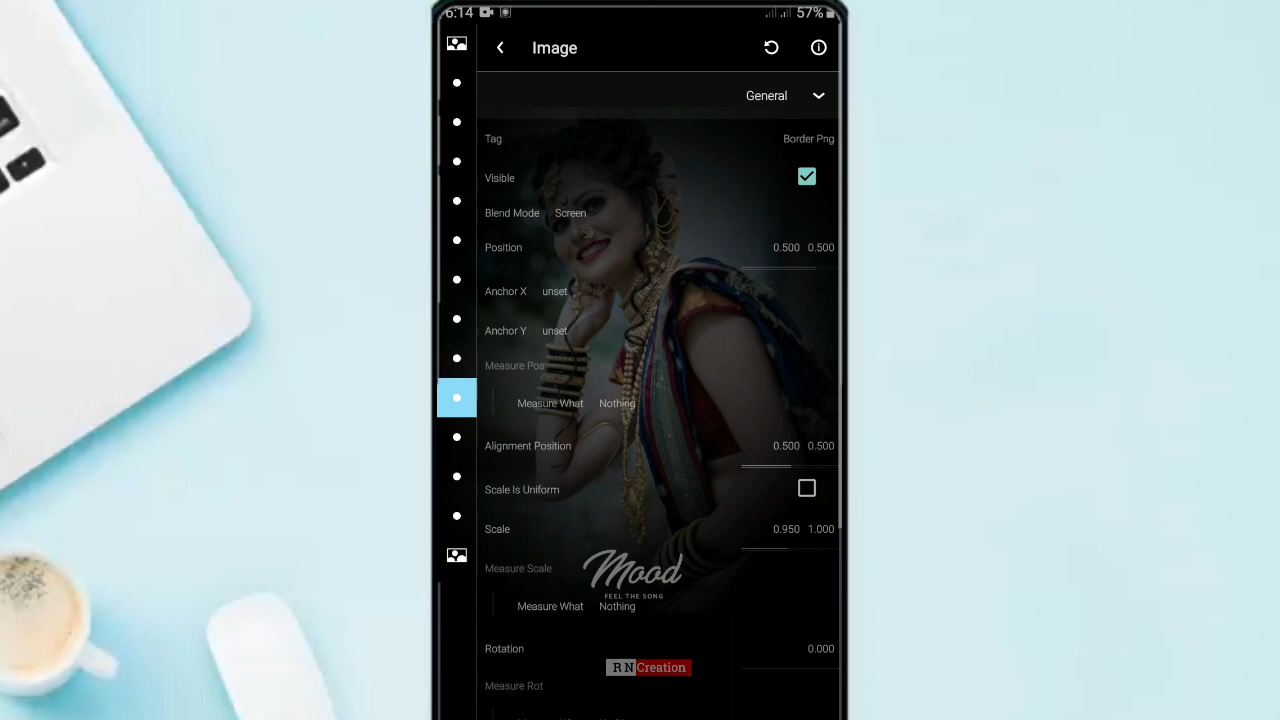 6:14 57%
Image
General
Tag Border Png
Visible
Blend Mode Screen
Position 0.500 0.500
Anchor X unset
Anchor Y unset
Measure Pos
Measure What Nothing
Alignment Position 0.500 0.500
Scale Is Uniform
Scale 0.950 1.000
Mood
Measure Scale
FEEL THE SONG
Measure What Nothing
Rotation 0.000
R N Creation
Measure Rot